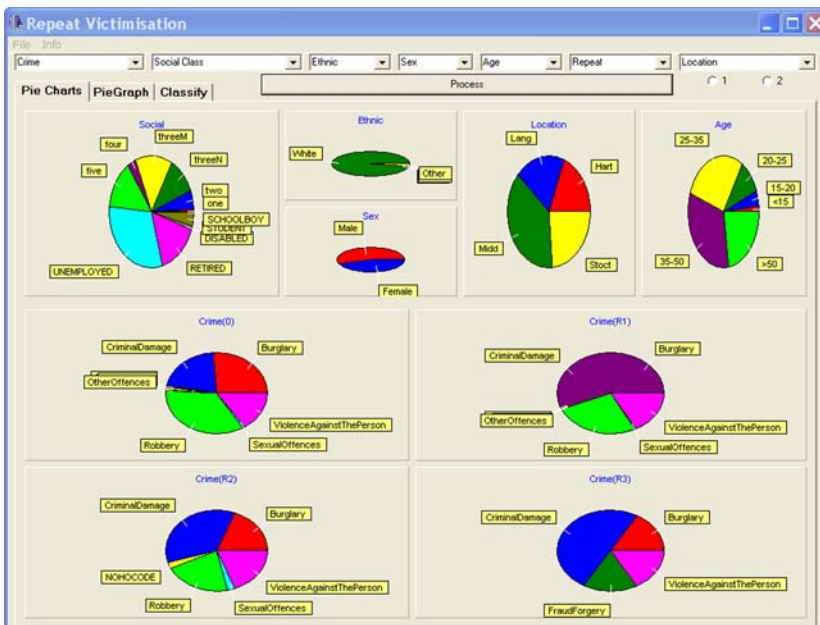 Repeat Victimisation
File Info
Crime Social Class Ethnic Sex Age Repeat Location
Process
1 2
Pie Charts PieGraph Classify
Social
four
threeM
five
threeN
two
one
SCHOOLBOY
STUDENT
DISABLED
UNEMPLOYED
RETIRED
Ethnic
White
Other
Sex
Male
Female
Location
Lang
Hart
Midd
Stoct
Age
25-35
20-25
15-20
<15
35-50
>50
Crime(0)
CriminalDamage
Burglary
OtherOffences
ViolenceAgainstThePerson
Robbery
SexualOffences
Crime(R1)
CriminalDamage
Burglary
OtherOffences
ViolenceAgainstThePerson
Robbery
SexualOffences
Crime(R2)
CriminalDamage
Burglary
NOHOCODE
ViolenceAgainstThePerson
Robbery
SexualOffences
Crime(R3)
CriminalDamage
Burglary
ViolenceAgainstThePerson
FraudForgery